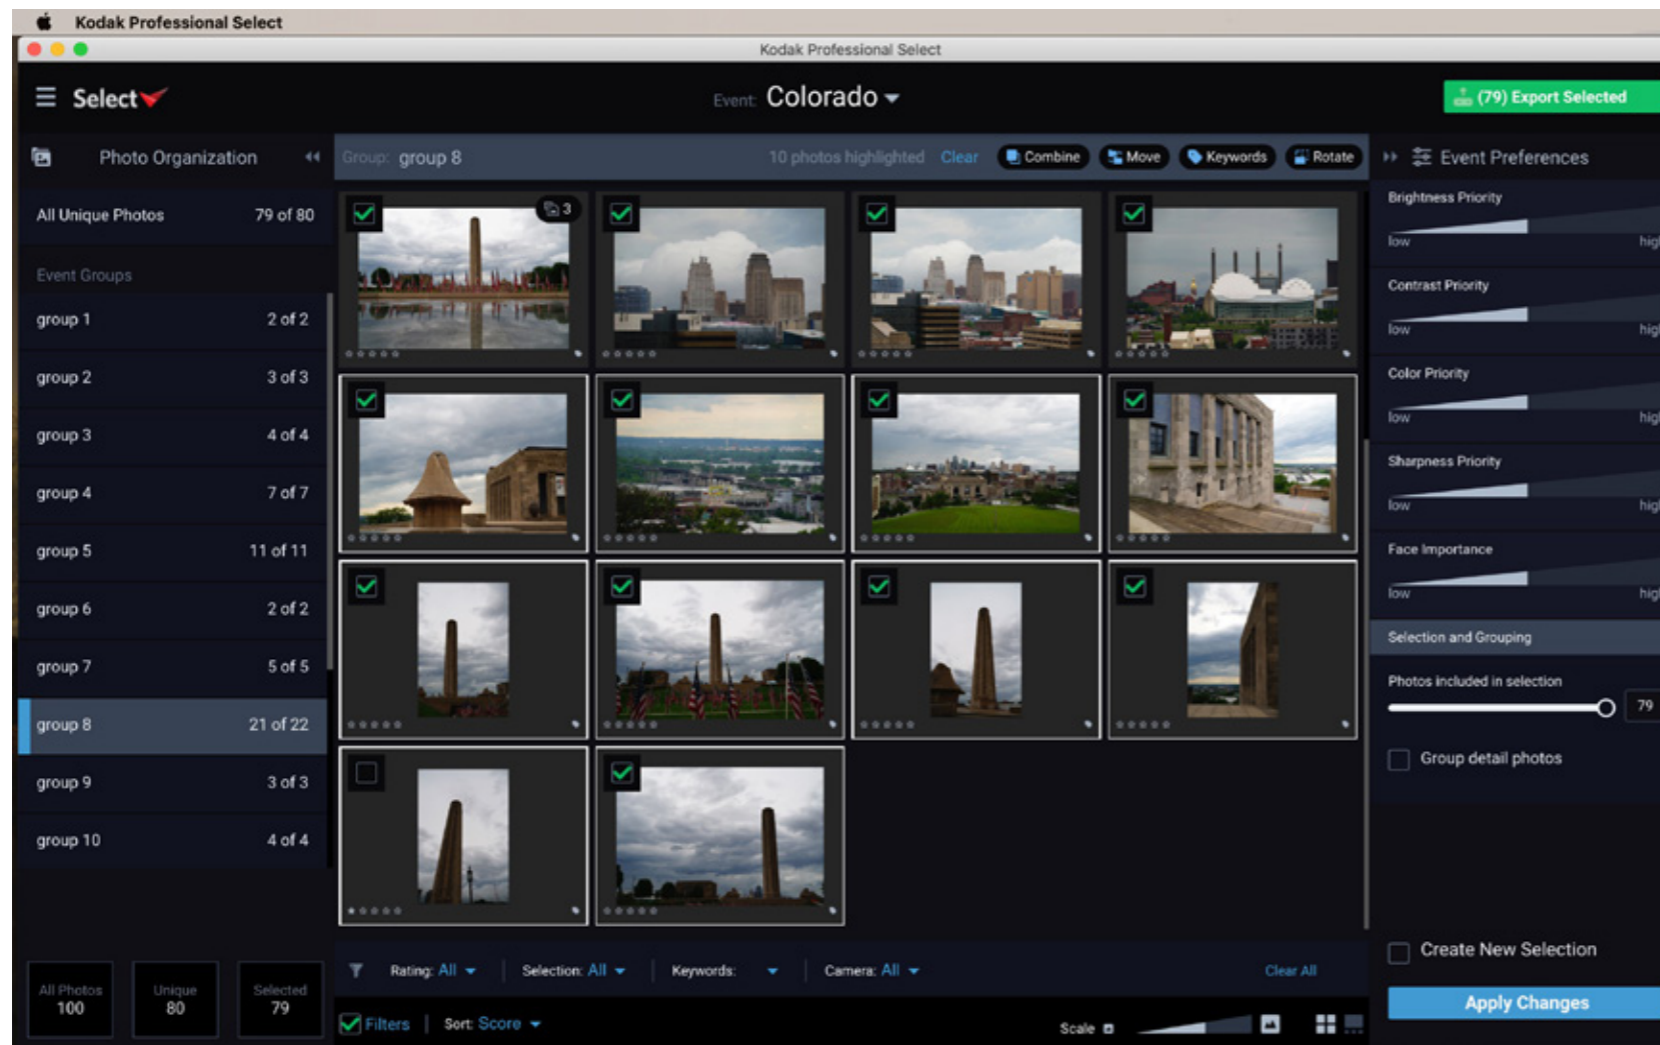 Kodak Professional Select
Kodak Professional Select
Select
Event: Colorado
(79) Export Selected
Photo Organization
Group: group 8
10 photos highlighted Clear Combine Move Keywords Rotate
Event Preferences
All Unique Photos 79 of 80
Event Groups
group 1 2 of 2
group 2 3 of 3
group 3 4 of 4
group 4 7 of 7
group 5 11 of 11
group 6 2 of 2
group 7 5 of 5
group 8 21 of 22
group 9 3 of 3
group 10 4 of 4
All Photos
100
Unique
80
Selected
79
3
Rating: All Selection: All Keywords: Camera: All Clear All
Filters Sort: Score Scale
Brightness Priority
low hig
Contrast Priority
low hig
Color Priority
low hig
Sharpness Priority
low hig
Face Importance
low hig
Selection and Grouping
Photos included in selection
79
Group detail photos
Create New Selection
Apply Changes